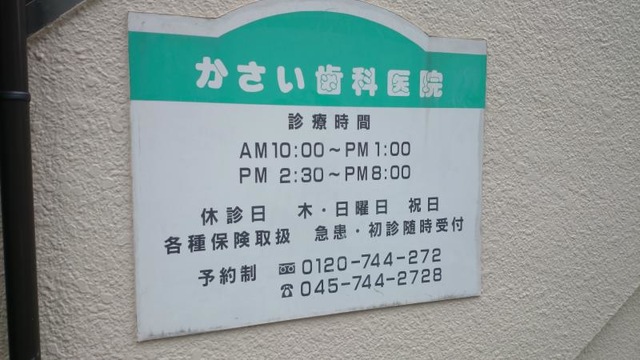 かさい歯科医院
診療時間
AM10:00～PM1:00
PM 2:30～PM8:00
休診日 木・日曜日 祝日
各種保険取扱 急患・初診随時受付
予約制 0120-744-272
☎045-744-2728